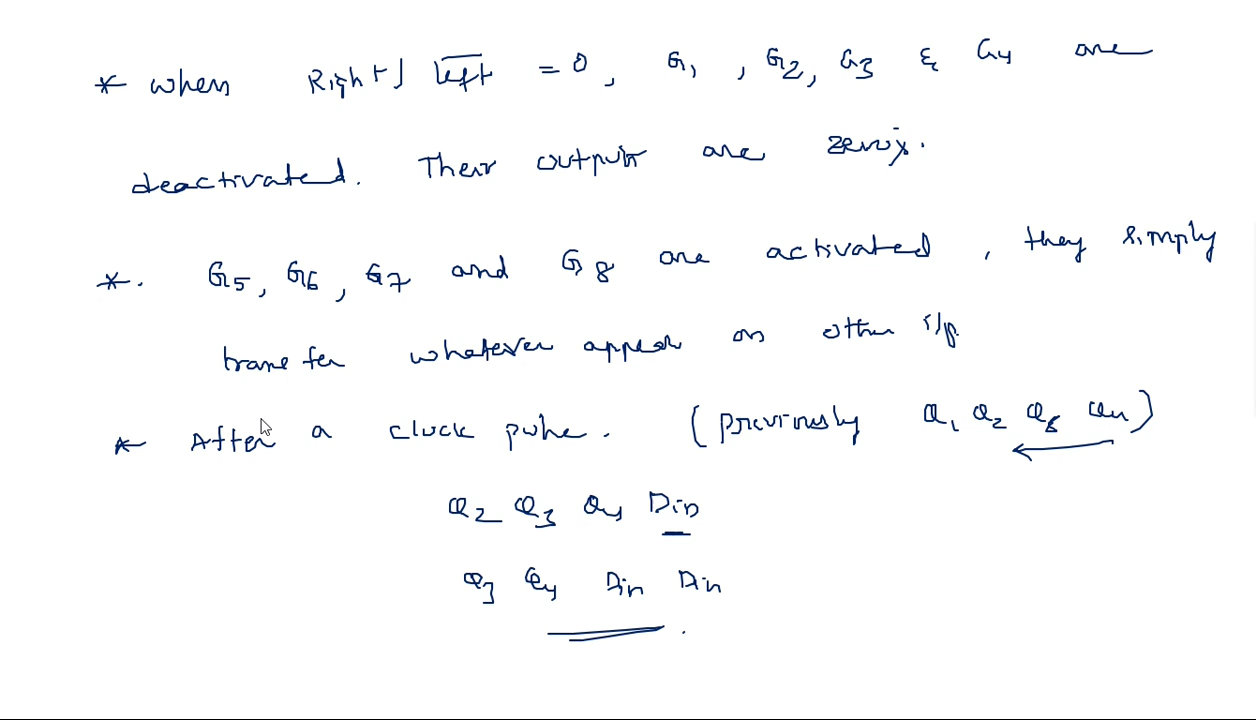 * when Right/ left̅ = 0, G1, G2, G3 & G4 are
deactivated. Their output are zero's.
*. G5, G6, G7 and G8 are activated, they simply
transfer whatever appear on other i/p.
* After a clock pulse. (previously Q1 Q2 Q3 Q4)
Q2 Q3 Q4 Din
Q3 Q4 Din Din